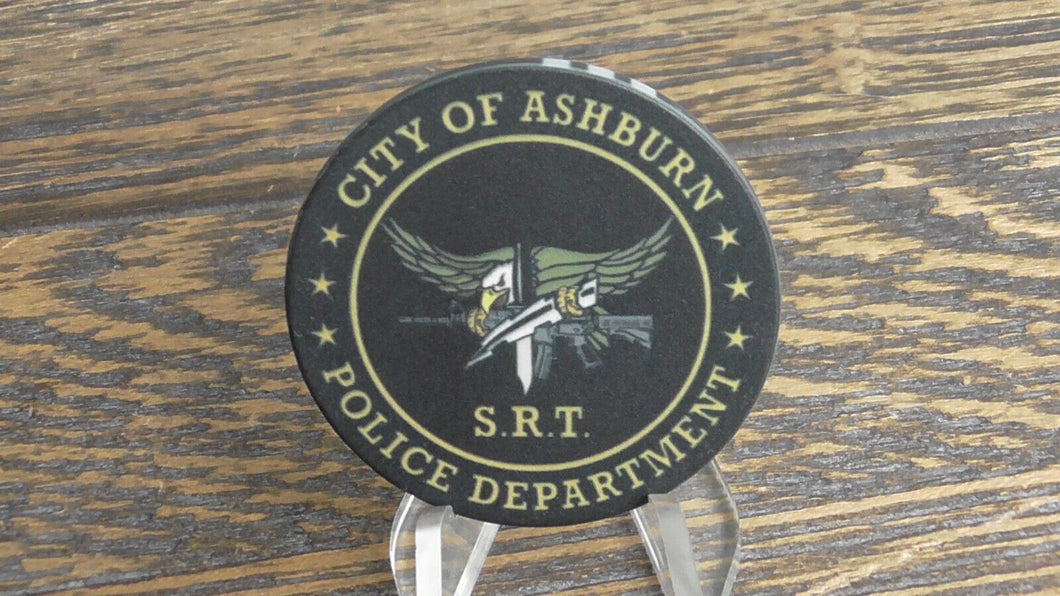 CITY OF ASHBURN
S.R.T.
POLICE DEPARTMENT